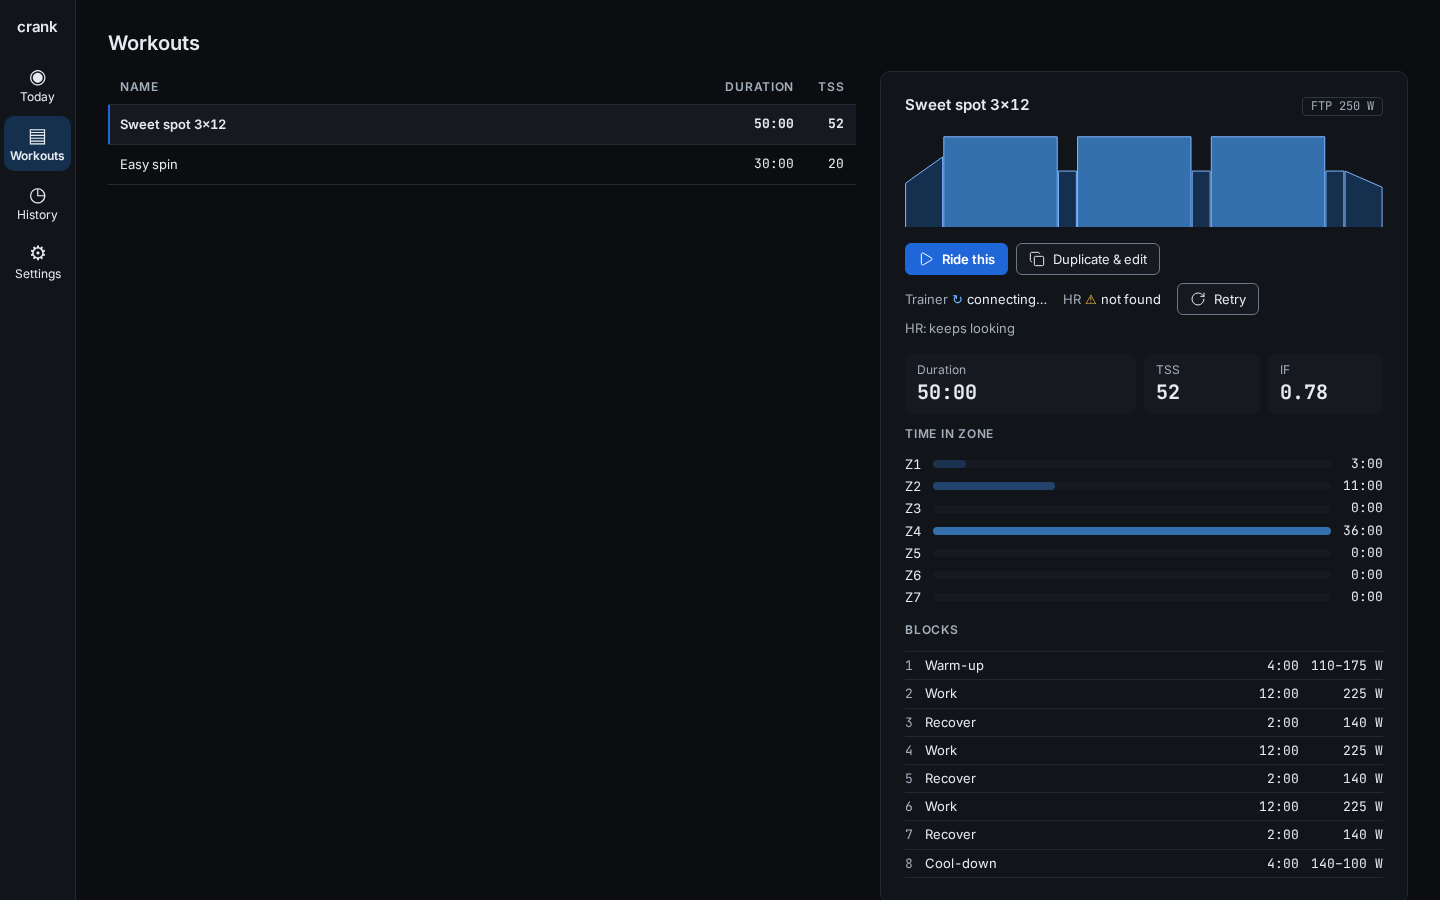 crank
Today
Workouts
History
Settings
Workouts
NAME DURATION TSS
Sweet spot 3×12 50:00 52
Easy spin 30:00 20
Sweet spot 3×12 FTP 250 W
Ride this Duplicate & edit
Trainer ↻ connecting... HR ⚠ not found Retry
HR: keeps looking
Duration TSS IF
50:00 52 0.78
TIME IN ZONE
Z1 3:00
Z2 11:00
Z3 0:00
Z4 36:00
Z5 0:00
Z6 0:00
Z7 0:00
BLOCKS
1 Warm-up 4:00 110–175 W
2 Work 12:00 225 W
3 Recover 2:00 140 W
4 Work 12:00 225 W
5 Recover 2:00 140 W
6 Work 12:00 225 W
7 Recover 2:00 140 W
8 Cool-down 4:00 140–100 W